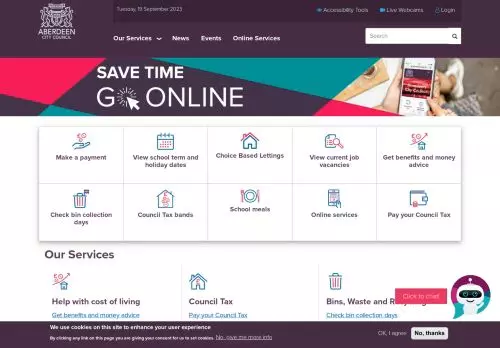 Tuesday, 19 September 2023
Accessibility Tools
Live Webcams
Login
ABERDEEN
CITY COUNCIL
Our Services
News
Events
Online Services
Search
SAVE TIME
GO ONLINE
Make a payment
View school term and
holiday dates
Choice Based Lettings
View current job
vacancies
Get benefits and money
advice
Check bin collection
days
Council Tax bands
School meals
Online services
Pay your Council Tax
Our Services
Help with cost of living
Get benefits and money advice
Council Tax
Pay your Council Tax
Bins, Waste and
Check bin collection days
Click to chat!
We use cookies on this site to enhance your user experience
By clicking any link on this page you are giving your consent for us to set cookies.
No, give me more info
OK, I agree
No, thanks